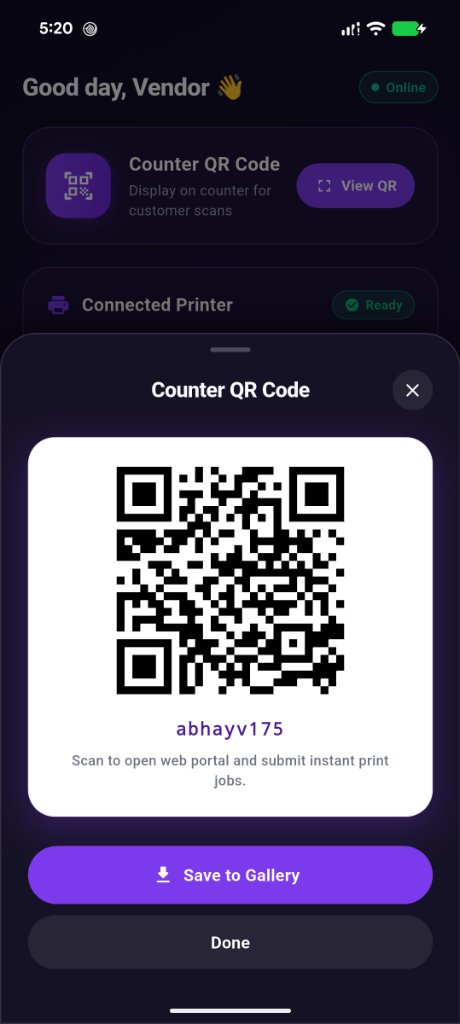 5:20
Good day, Vendor 👋
Online
Counter QR Code
Display on counter for
customer scans
View QR
Connected Printer
Ready
Counter QR Code
abhayv175
Scan to open web portal and submit instant print
jobs.
Save to Gallery
Done